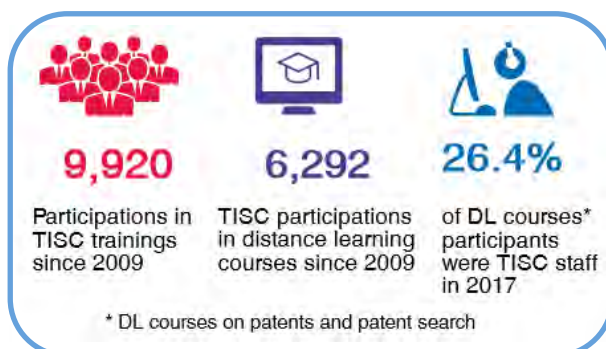 9,920
Participations in
TISC trainings
since 2009
6,292
TISC participations
in distance learning
courses since 2009
26.4%
of DL courses*
participants
were TISC staff
in 2017
* DL courses on patents and patent search